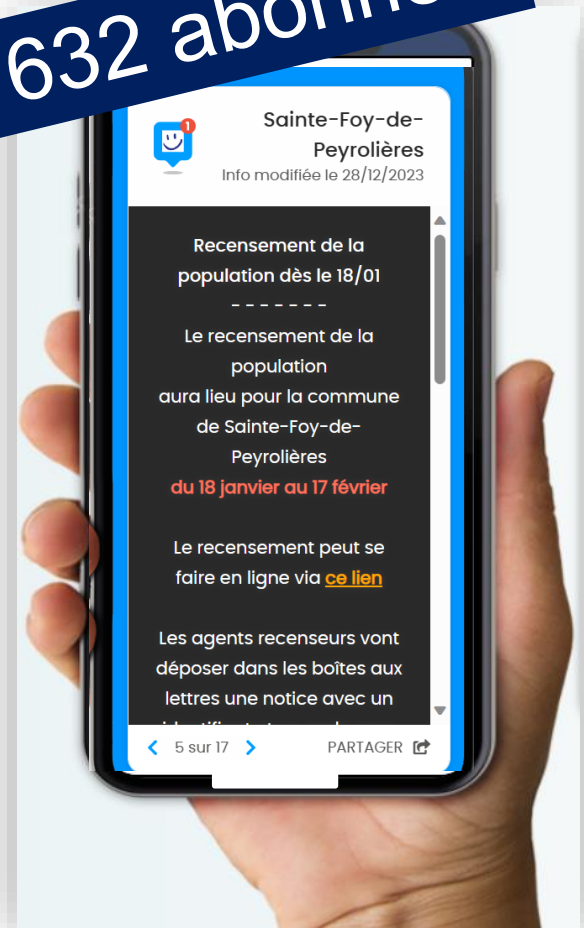 632
1
Sainte-Foy-de-
Peyrolières
Info modifiée le 28/12/2023
Recensement de la
population dès le 18/01
- - - - - - -
Le recensement de la
population
aura lieu pour la commune
de Sainte-Foy-de-
Peyrolières
du 18 janvier au 17 février
Le recensement peut se
faire en ligne via ce lien
Les agents recenseurs vont
déposer dans les boîtes aux
lettres une notice avec un
5 sur 17
PARTAGER